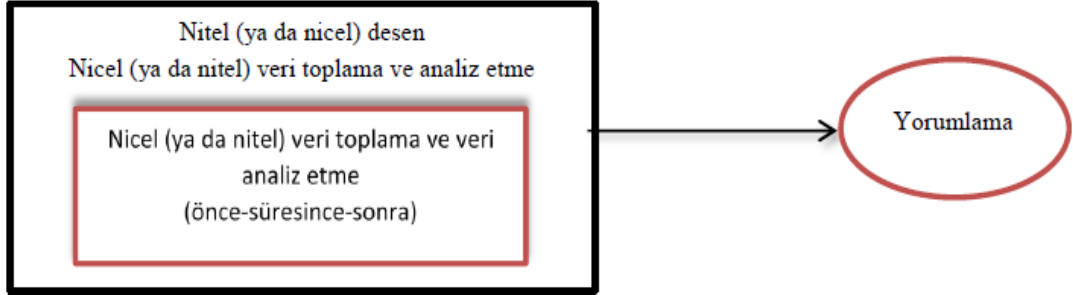 Nitel (ya da nicel) desen
Nicel (ya da nitel) veri toplama ve analiz etme
Nicel (ya da nitel) veri toplama ve veri
analiz etme
(önce-süresince-sonra)
Yorumlama